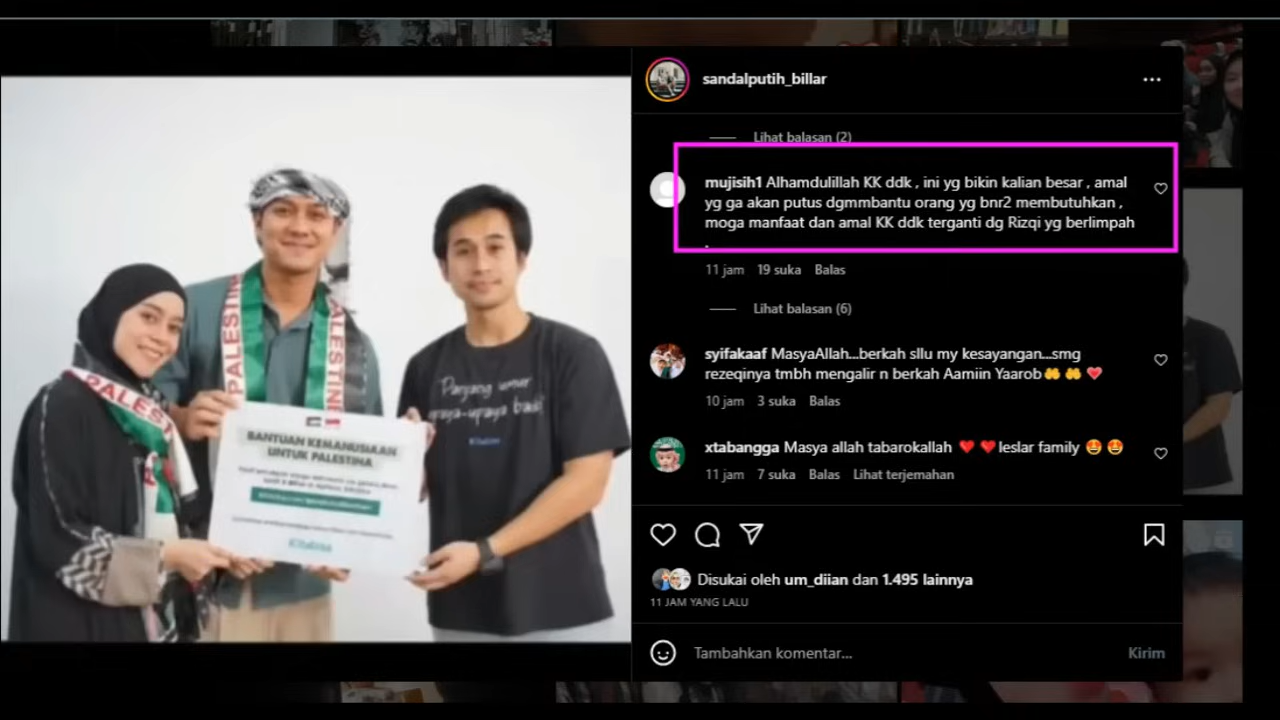 sandalputih_billar
Lihat balasan (2)
mujisih1 Alhamdulillah KK ddk , ini yg bikin kalian besar , amal
yg ga akan putus dgmmbantu orang yg bnr2 membutuhkan ,
moga manfaat dan amal KK ddk terganti dg Rizqi yg berlimpah
.
11 jam 19 suka Balas
Lihat balasan (6)
syifakaaf MasyaAllah...berkah sllu my kesayangan...smg
rezeqinya tmbh mengalir n berkah Aamiin Yaarob🤲🤲❤️
10 jam 3 suka Balas
xtabangga Masya allah tabarokallah ❤️❤️leslar family 😍😍
11 jam 7 suka Balas Lihat terjemahan
Disukai oleh um_diian dan 1.495 lainnya
11 JAM YANG LALU
Tambahkan komentar... Kirim
PALESTIN
ALESTINE
PALEST
Panjang umur
upaya-upaya baik!
Kitabisa
BANTUAN KEMANUSIAAN
UNTUK PALESTINA
Kitabisa